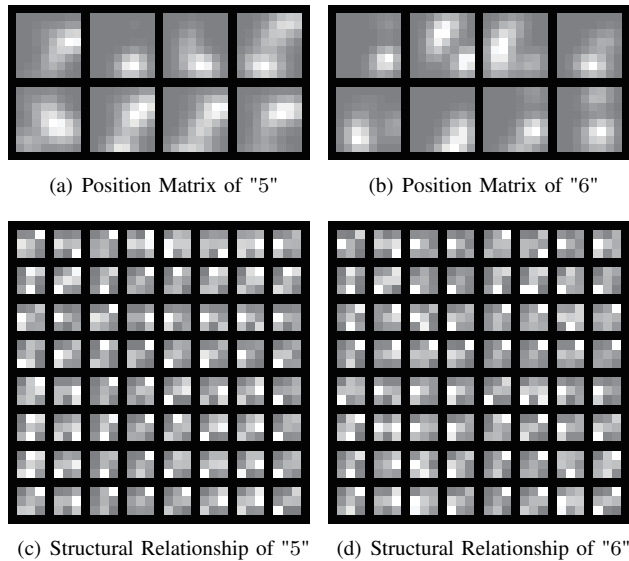 (a) Position Matrix of "5"
(b) Position Matrix of "6"
(c) Structural Relationship of "5"
(d) Structural Relationship of "6"